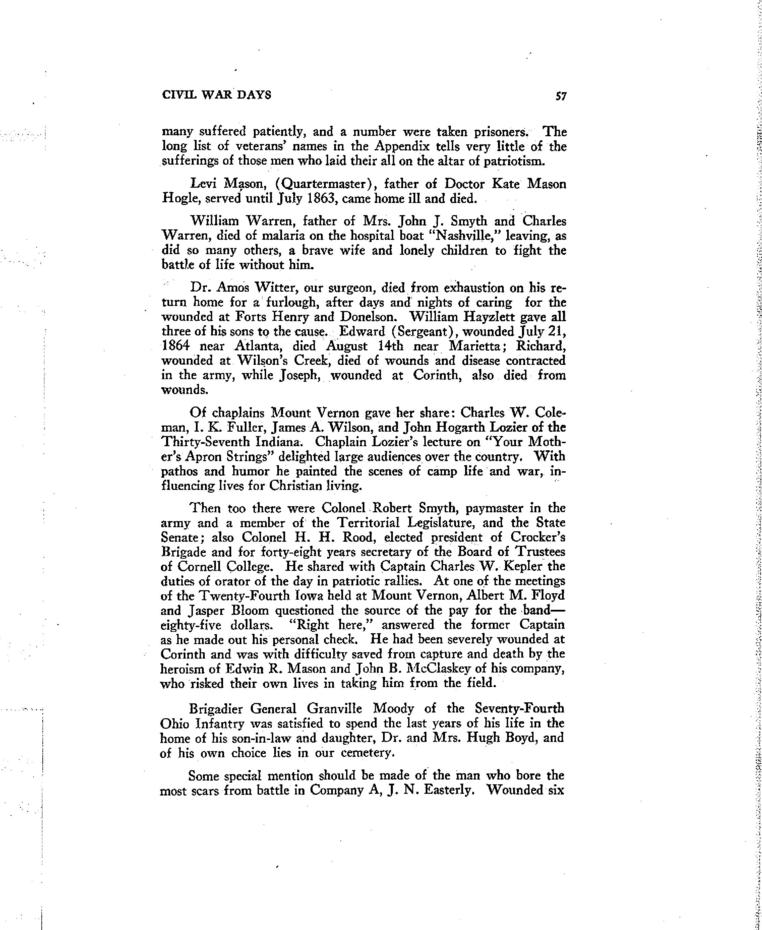 CIVIL WAR DAYS 57
many suffered patiently, and a number were taken prisoners. The
long list of veterans' names in the Appendix tells very little of the
sufferings of those men who laid their all on the altar of patriotism.
Levi Mason, (Quartermaster), father of Doctor Kate Mason
Hogle, served until July 1863, came home ill and died.
William Warren, father of Mrs. John J. Smyth and Charles
Warren, died of malaria on the hospital boat "Nashville," leaving, as
did so many others, a brave wife and lonely children to fight the
battle of life without him.
Dr. Amos Witter, our surgeon, died from exhaustion on his re-
turn home for a furlough, after days and nights of caring for the
wounded at Forts Henry and Donelson. William Hayzlett gave all
three of his sons to the cause. Edward (Sergeant), wounded July 21,
1864 near Atlanta, died August 14th near Marietta; Richard,
wounded at Wilson's Creek, died of wounds and disease contracted
in the army, while Joseph, wounded at Corinth, also died from
wounds.
Of chaplains Mount Vernon gave her share: Charles W. Cole-
man, I. K. Fuller, James A. Wilson, and John Hogarth Lozier of the
Thirty-Seventh Indiana. Chaplain Lozier's lecture on "Your Moth-
er's Apron Strings" delighted large audiences over the country. With
pathos and humor he painted the scenes of camp life and war, in-
fluencing lives for Christian living.
Then too there were Colonel Robert Smyth, paymaster in the
army and a member of the Territorial Legislature, and the State
Senate; also Colonel H. H. Rood, elected president of Crocker's
Brigade and for forty-eight years secretary of the Board of Trustees
of Cornell College. He shared with Captain Charles W. Kepler the
duties of orator of the day in patriotic rallies. At one of the meetings
of the Twenty-Fourth Iowa held at Mount Vernon, Albert M. Floyd
and Jasper Bloom questioned the source of the pay for the band—
eighty-five dollars. "Right here," answered the former Captain
as he made out his personal check. He had been severely wounded at
Corinth and was with difficulty saved from capture and death by the
heroism of Edwin R. Mason and John B. McClaskey of his company,
who risked their own lives in taking him from the field.
Brigadier General Granville Moody of the Seventy-Fourth
Ohio Infantry was satisfied to spend the last years of his life in the
home of his son-in-law and daughter, Dr. and Mrs. Hugh Boyd, and
of his own choice lies in our cemetery.
Some special mention should be made of the man who bore the
most scars from battle in Company A, J. N. Easterly. Wounded six